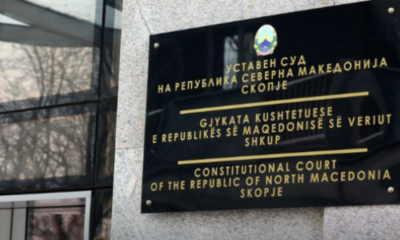 УСТАВЕН СУД
НА РЕПУБЛИКА СЕВЕРНА МАКЕДОНИЈА
СКОПЈЕ
GJYKATA KUSHTETUESE
E REPUBLIKËS SË MAQEDONISË SË VERIUT
SHKUP
CONSTITUTIONAL COURT
OF THE REPUBLIC OF NORTH MACEDONIA
SKOPJE